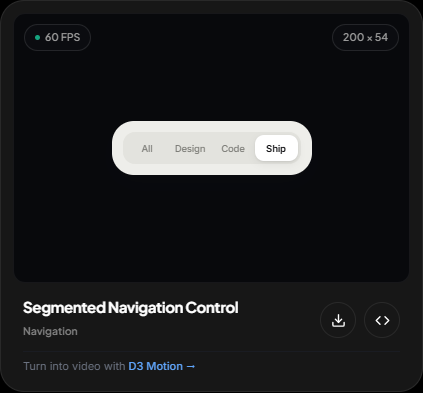 60 FPS
200 × 54
All Design Code Ship
Segmented Navigation Control
Navigation
Turn into video with D3 Motion →